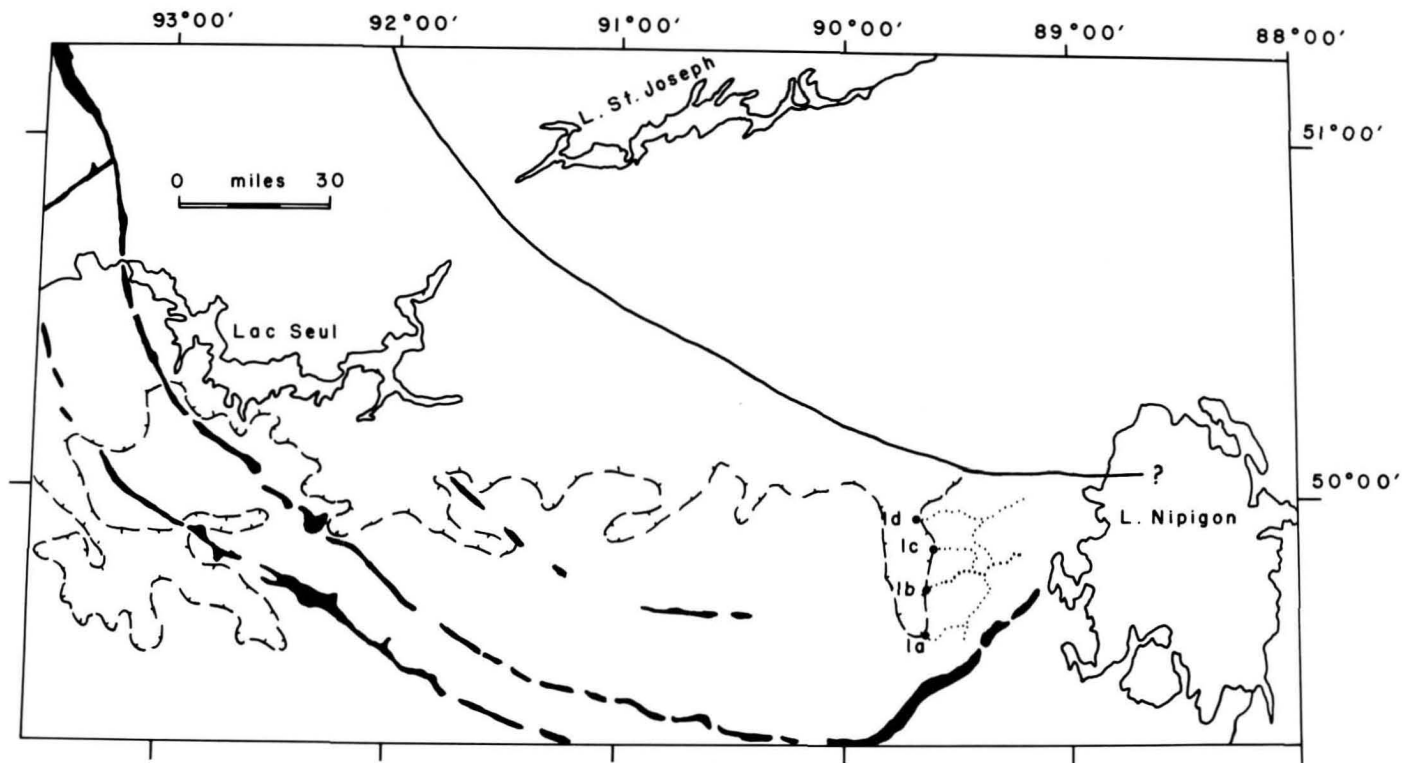 93°00' 92°00' 91°00' 90°00' 89°00' 88°00'
L. St. Joseph
51°00'
0 miles 30
Lac Seul
?
50°00'
L. Nipigon
Id
Ic
Ib
Ia